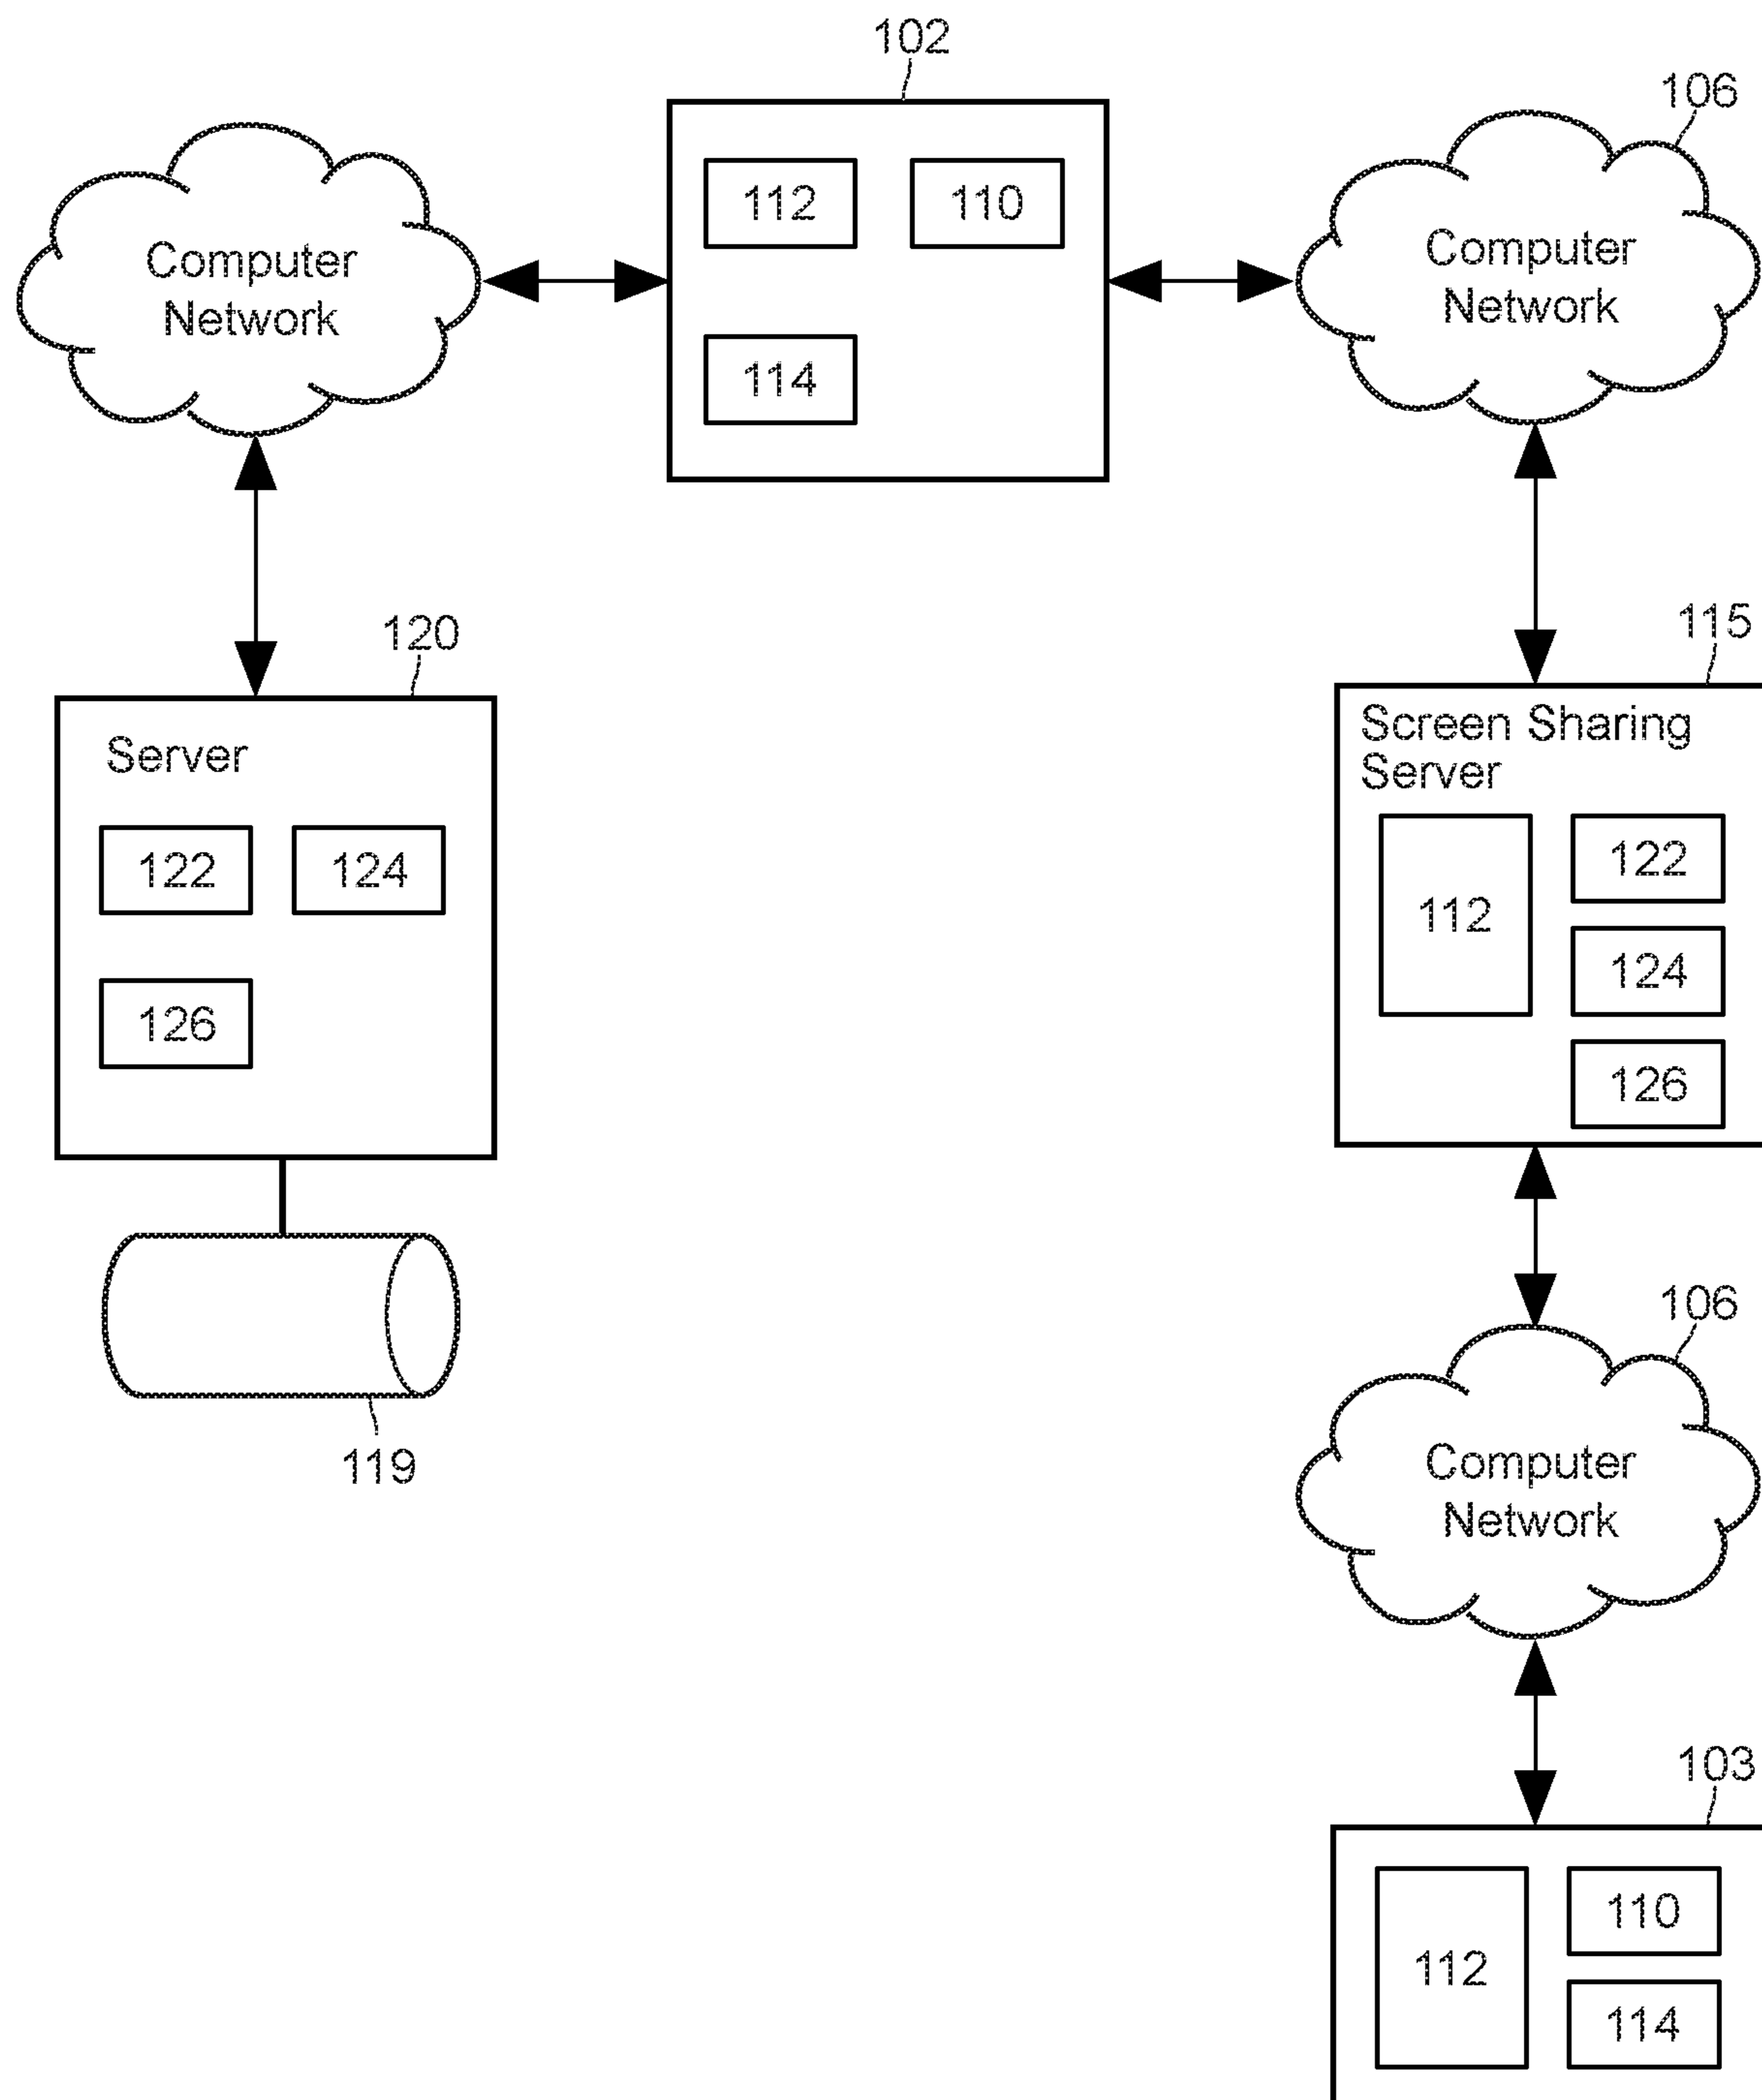 102
106
112
110
Computer
Network
Computer
Network
114
120
115
Server
Screen Sharing
Server
122
124
112
122
124
126
126
106
119
Computer
Network
103
112
110
114